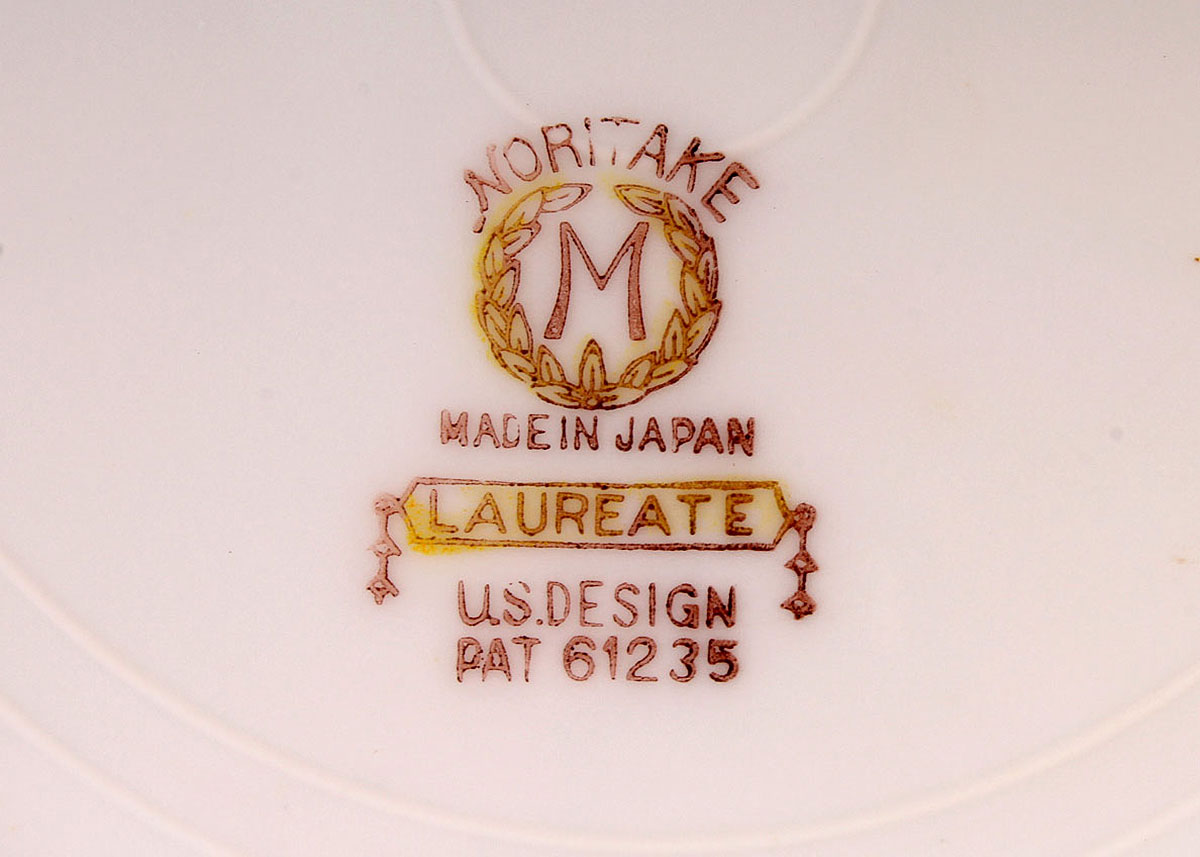 NORITAKE
M
MADE IN JAPAN
LAUREATE
U.S. DESIGN
PAT 61235